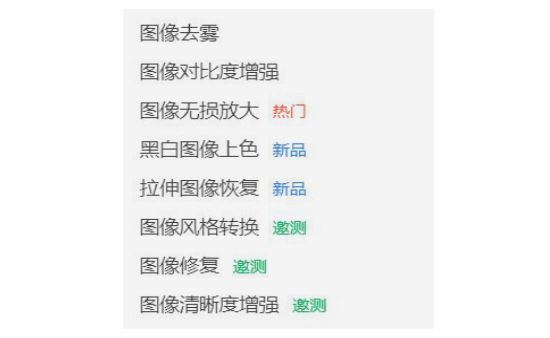 图像去雾
图像对比度增强
图像无损放大 热门
黑白图像上色 新品
拉伸图像恢复 新品
图像风格转换 邀测
图像修复 邀测
图像清晰度增强 邀测